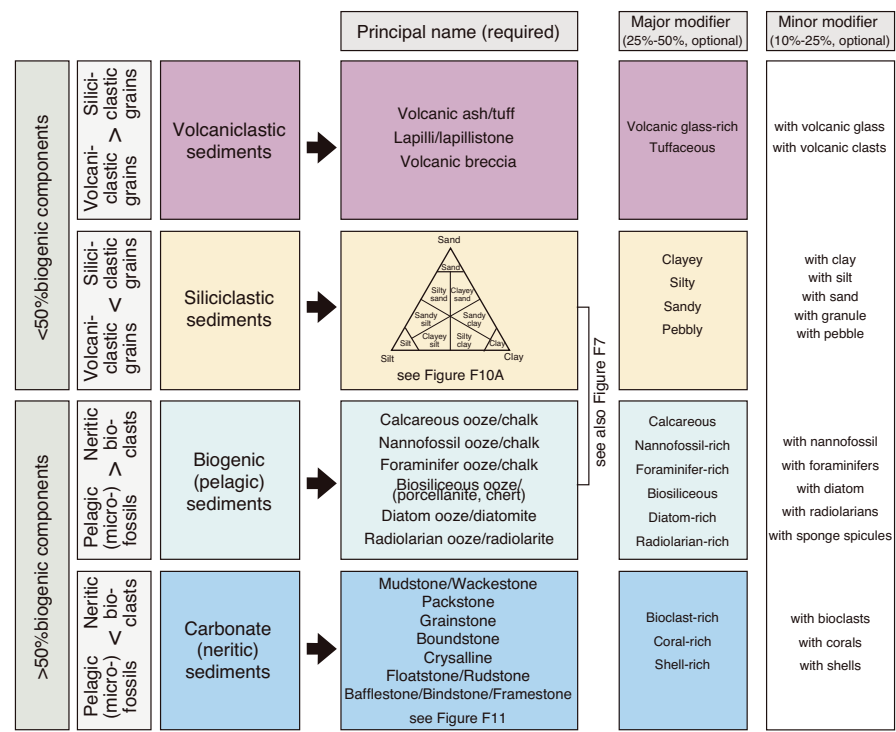 Principal name (required)
Major modifier
(25%-50%, optional)
Minor modifier
(10%-25%, optional)
<50%biogenic components
Volcani-
clastic
grains
>
Silici-
clastic
grains
Volcaniclastic
sediments
Volcanic ash/tuff
Lapilli/lapillistone
Volcanic breccia
Volcanic glass-rich
Tuffaceous
with volcanic glass
with volcanic clasts
Volcani-
clastic
grains
<
Silici-
clastic
grains
Siliciclastic
sediments
Sand
Sand
Silty
sand
Clayey
sand
Sandy
silt
Sandy
clay
Silt
Clayey
silt
Silty
clay
Clay
Silt
Clay
see Figure F10A
Clayey
Silty
Sandy
Pebbly
with clay
with silt
with sand
with granule
with pebble
see also Figure F7
>50%biogenic components
Pelagic
(micro-)
fossils
>
Neritic
bio-
clasts
Biogenic
(pelagic)
sediments
Calcareous ooze/chalk
Nannofossil ooze/chalk
Foraminifer ooze/chalk
Biosiliceous ooze/
(porcellanite, chert)
Diatom ooze/diatomite
Radiolarian ooze/radiolarite
Calcareous
Nannofossil-rich
Foraminifer-rich
Biosiliceous
Diatom-rich
Radiolarian-rich
with nannofossil
with foraminifers
with diatom
with radiolarians
with sponge spicules
Pelagic
(micro-)
fossils
<
Neritic
bio-
clasts
Carbonate
(neritic)
sediments
Mudstone/Wackestone
Packstone
Grainstone
Boundstone
Crysalline
Floatstone/Rudstone
Bafflestone/Bindstone/Framestone
see Figure F11
Bioclast-rich
Coral-rich
Shell-rich
with bioclasts
with corals
with shells